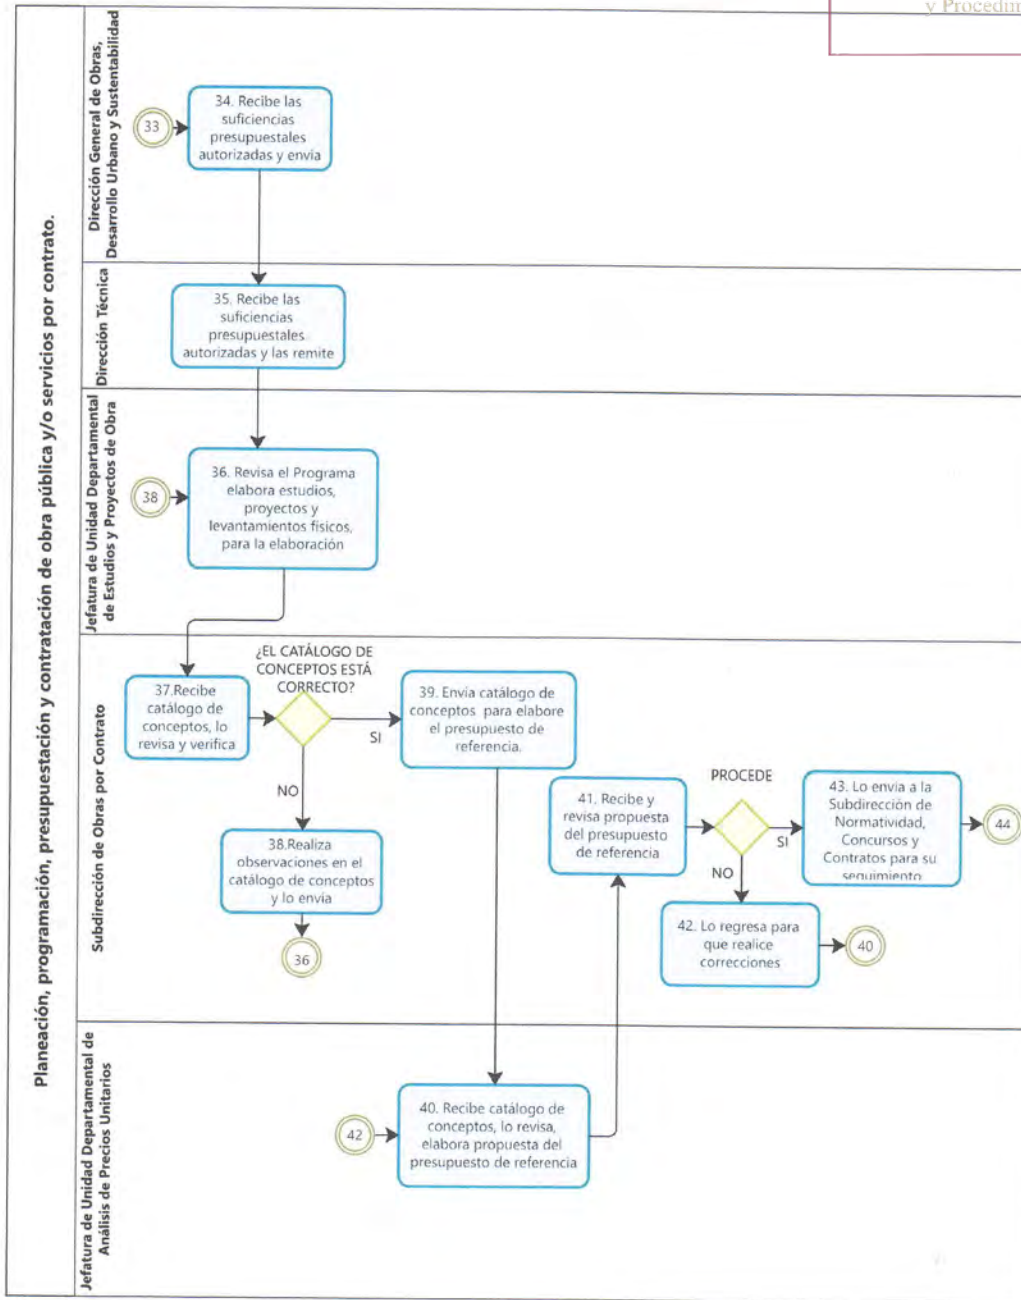 y Procedim
Planeación, programación, presupuestación y contratación de obra pública y/o servicios por contrato.
Dirección General de Obras,
Desarrollo Urbano y Sustentabilidad
33
34. Recibe las
suficiencias
presupuestales
autorizadas y envía
Dirección Técnica
35. Recibe las
suficiencias
presupuestales
autorizadas y las remite
Jefatura de Unidad Departamental
de Estudios y Proyectos de Obra
38
36. Revisa el Programa
elabora estudios,
proyectos y
levantamientos físicos,
para la elaboración
Subdirección de Obras por Contrato
37.Recibe
catálogo de
conceptos, lo
revisa y verifica
¿EL CATÁLOGO DE
CONCEPTOS ESTÁ
CORRECTO?
SI
NO
38.Realiza
observaciones en el
catálogo de conceptos
y lo envía
36
39. Envía catálogo de
conceptos para elabore
el presupuesto de
referencia.
41. Recibe y
revisa propuesta
del presupuesto
de referencia
PROCEDE
SI
NO
43. Lo envía a la
Subdirección de
Normatividad,
Concursos y
Contratos para su
seguimiento
44
42. Lo regresa para
que realice
correcciones
40
Jefatura de Unidad Departamental de
Análisis de Precios Unitarios
42
40. Recibe catálogo de
conceptos, lo revisa,
elabora propuesta del
presupuesto de referencia